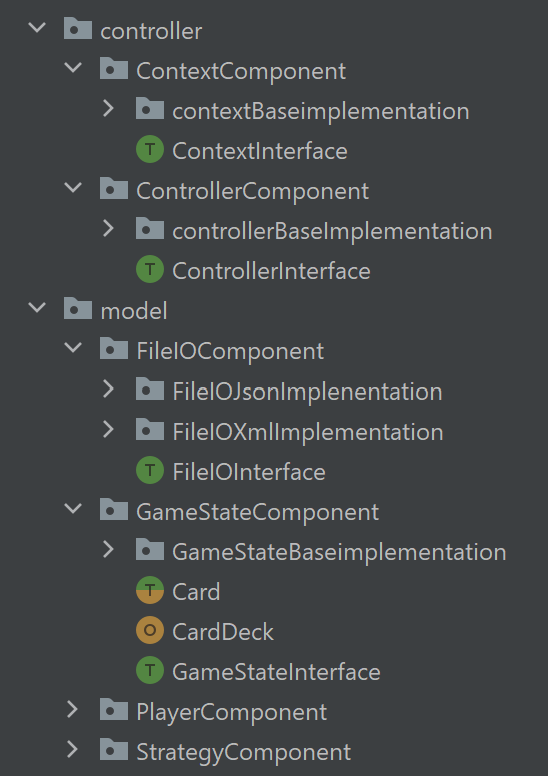 controller
ContextComponent
contextBaseimplementation
T ContextInterface
ControllerComponent
controllerBaseImplementation
T ControllerInterface
model
FileIOComponent
FileIOJsonImplenentation
FileIOXmlImplementation
T FileIOInterface
GameStateComponent
GameStateBaseimplementation
T Card
O CardDeck
T GameStateInterface
PlayerComponent
StrategyComponent